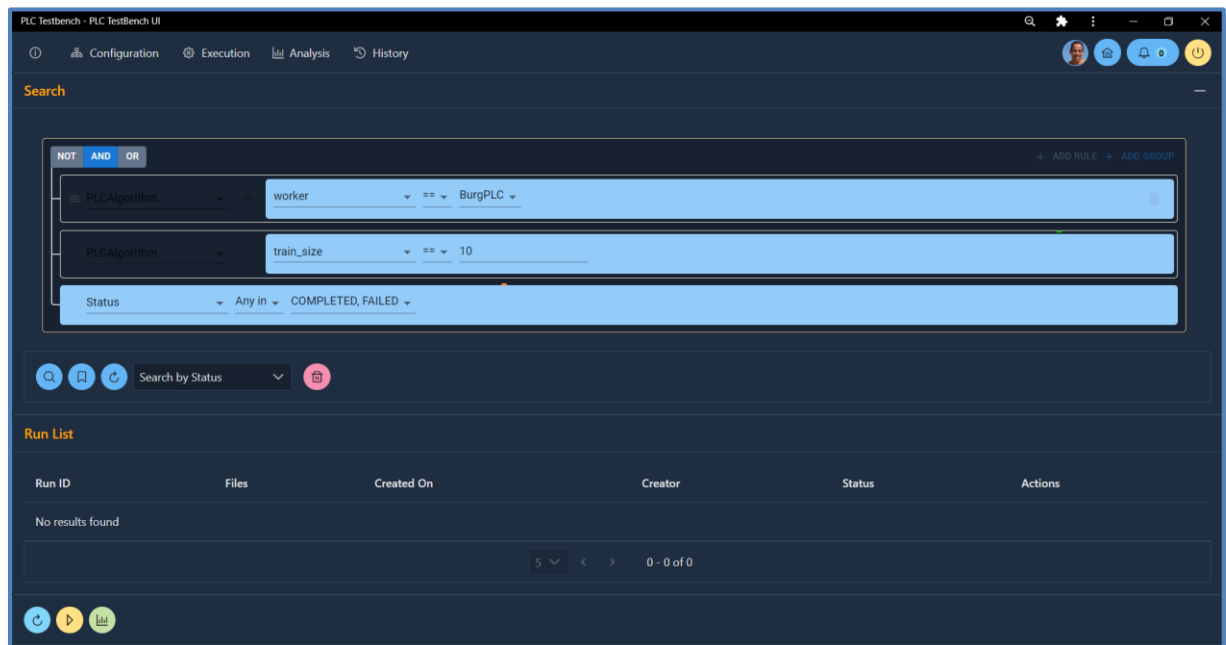 PLC Testbench - PLC TestBench UI
Configuration Execution Analysis History 0
Search
NOT AND OR + ADD RULE + ADD GROUP
PLCAlgorithm + worker == BurgPLC
PLCAlgorithm train_size == 10
Status Any in COMPLETED, FAILED
Search by Status
Run List
Run ID Files Created On Creator Status Actions
No results found
5 0 - 0 of 0